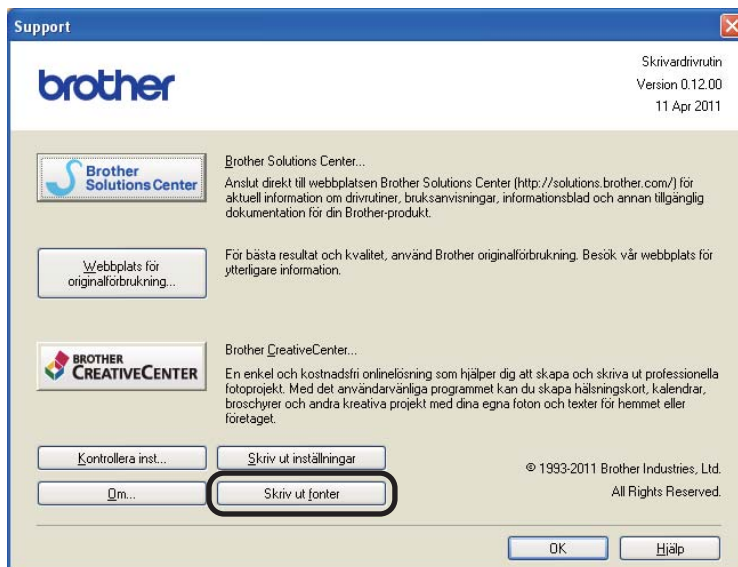 Support
brother
Skrivardrivrutin
Version 0.12.00
11 Apr 2011
Brother
Solutions Center
Brother Solutions Center...
Anslut direkt till webbplatsen Brother Solutions Center (http://solutions.brother.com/) för
aktuell information om drivrutiner, bruksanvisningar, informationsblad och annan tillgänglig
dokumentation för din Brother-produkt.
Webbplats för
originalförbrukning...
För bästa resultat och kvalitet, använd Brother originalförbrukning. Besök vår webbplats för
ytterligare information.
BROTHER
CREATIVECENTER
Brother CreativeCenter...
En enkel och kostnadsfri onlinelösning som hjälper dig att skapa och skriva ut professionella
fotoprojekt. Med det användarvänliga programmet kan du skapa hälsningskort, kalendrar,
broschyrer och andra kreativa projekt med dina egna foton och texter för hemmet eller
företaget.
Kontrollera inst...
Skriv ut inställningar
Om...
Skriv ut fonter
© 1993-2011 Brother Industries, Ltd.
All Rights Reserved.
OK
Hjälp